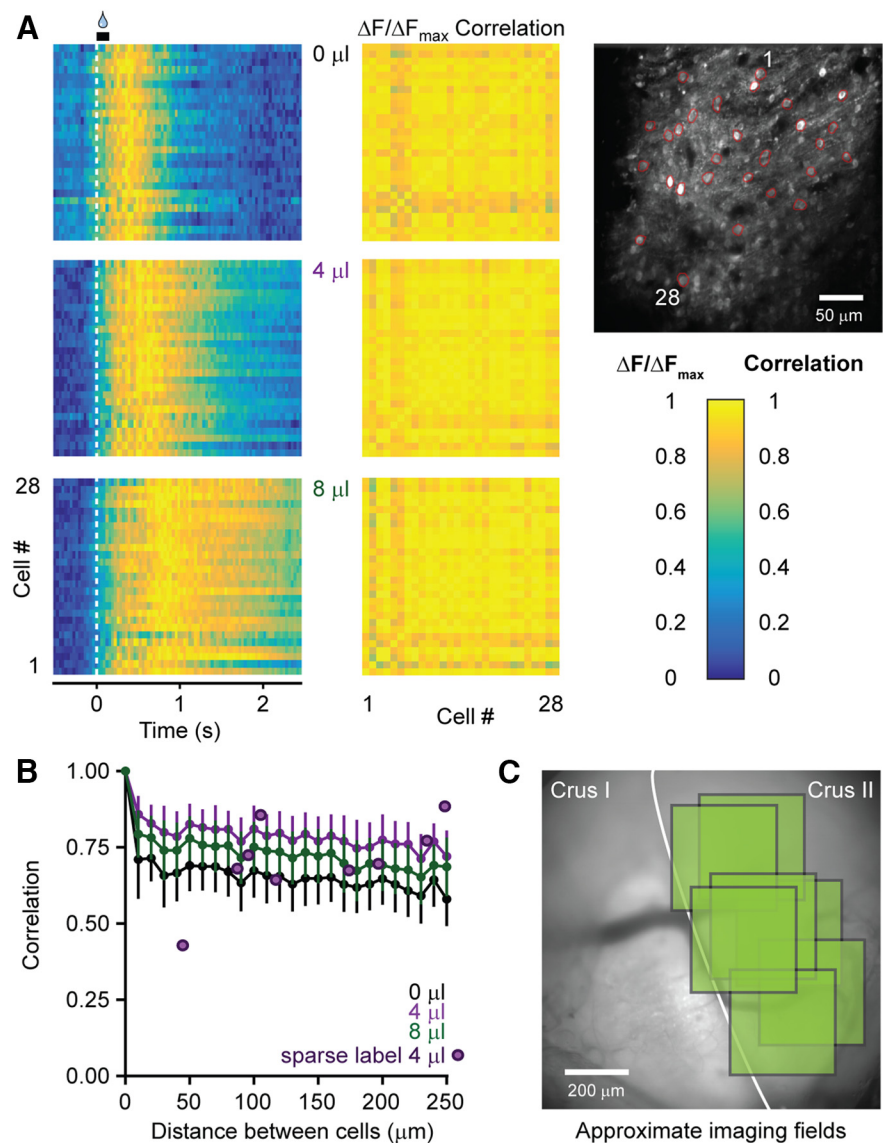 A
0 µl
ΔF/ΔFmax Correlation
1
28
50 µm
4 µl
8 µl
28
Cell #
1
0 1 2
Time (s)
1 28
Cell #
ΔF/ΔFmax Correlation
1 1
0.8 0.8
0.6 0.6
0.4 0.4
0.2 0.2
0 0
B
1.00
0.75
0.50
0.25
0.00
Correlation
0 µl
4 µl
8 µl
sparse label 4 µl
0 50 100 150 200 250
Distance between cells (µm)
C
Crus I Crus II
200 µm
Approximate imaging fields